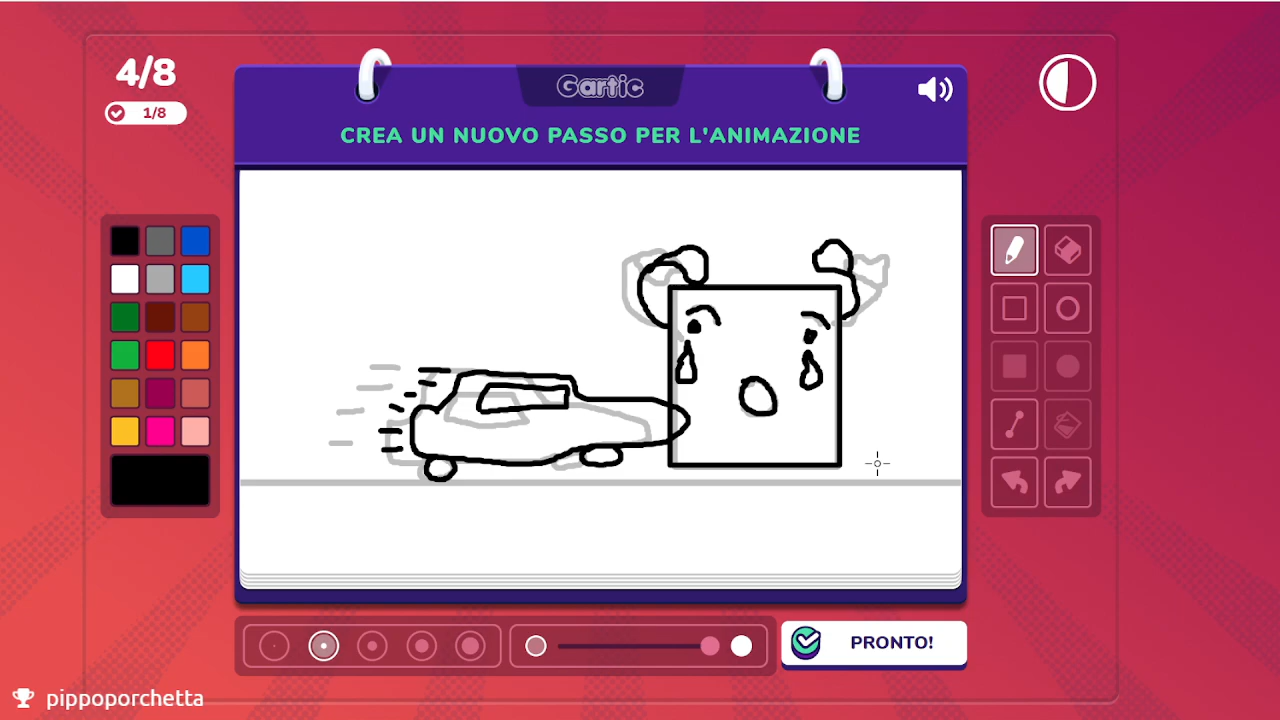 4/8
1/8
Gartic
CREA UN NUOVO PASSO PER L'ANIMAZIONE
PRONTO!
pippoporchetta